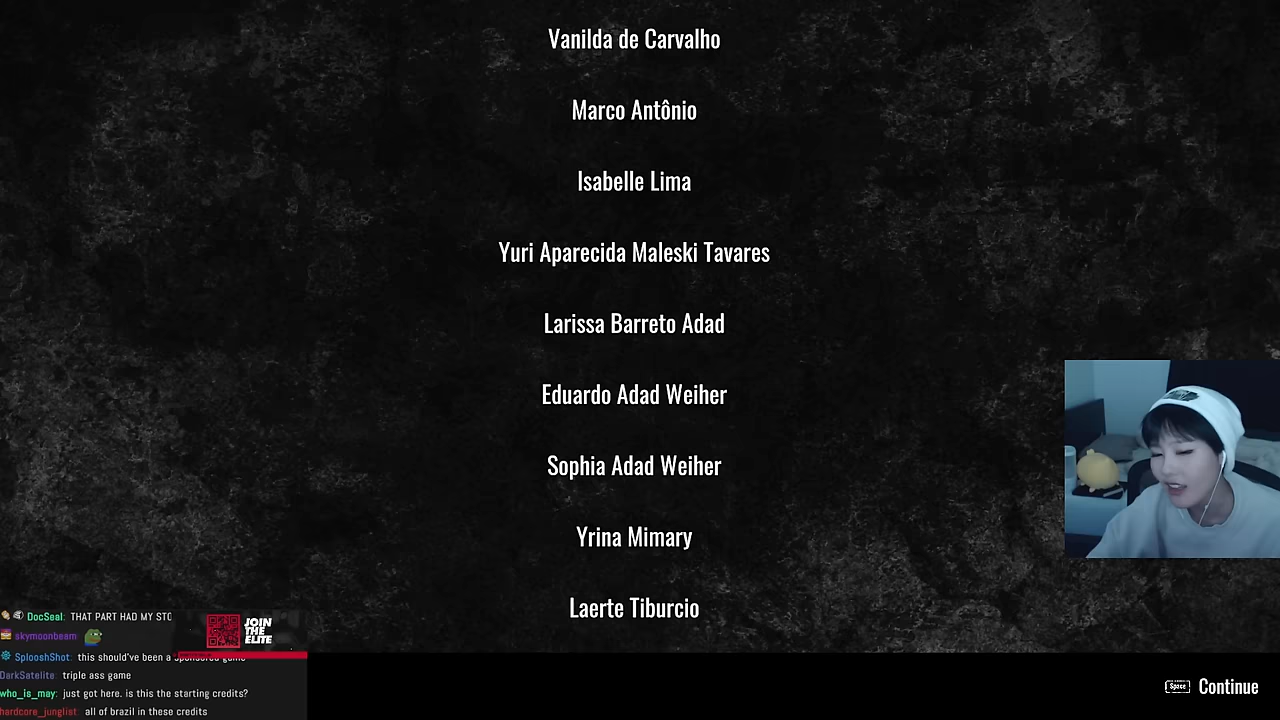 Vanilda de Carvalho
Marco Antônio
Isabelle Lima
Yuri Aparecida Maleski Tavares
Larissa Barreto Adad
Eduardo Adad Weiher
Sophia Adad Weiher
Yrina Mimary
Laerte Tiburcio
DocSeal: THAT PART HAD MY STO
skymoonbeam
SplooshShot: this should've been a sponsored game
DarkSatelite: triple ass game
who_is_may: just got here. is this the starting credits?
hardcore_junglist all of brazil in these credits
JOIN
THE
ELITE
Space Continue